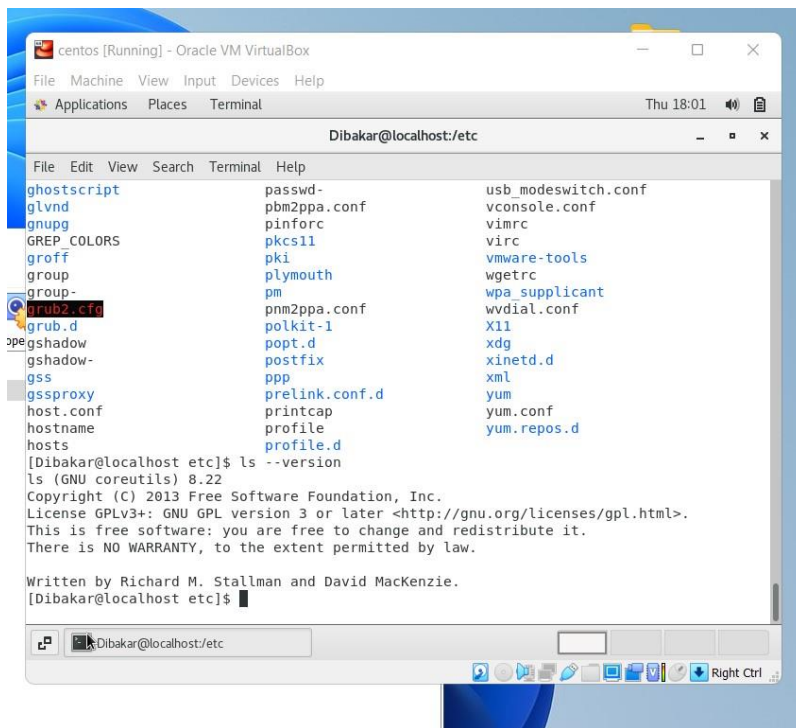 centos [Running] - Oracle VM VirtualBox
File Machine View Input Devices Help
Applications Places Terminal Thu 18:01
Dibakar@localhost:/etc
File Edit View Search Terminal Help
ghostscript passwd- usb_modeswitch.conf
glvnd pbm2ppa.conf vconsole.conf
gnupg pinforc vimrc
GREP_COLORS pkcs11 virc
groff pki vmware-tools
group plymouth wgetrc
group- pm wpa_supplicant
grub2.cfg pnm2ppa.conf wvdial.conf
grub.d polkit-1 X11
gshadow popt.d xdg
gshadow- postfix xinetd.d
gss ppp xml
gssproxy prelink.conf.d yum
host.conf printcap yum.conf
hostname profile yum.repos.d
hosts profile.d
[Dibakar@localhost etc]$ ls --version
ls (GNU coreutils) 8.22
Copyright (C) 2013 Free Software Foundation, Inc.
License GPLv3+: GNU GPL version 3 or later <http://gnu.org/licenses/gpl.html>.
This is free software: you are free to change and redistribute it.
There is NO WARRANTY, to the extent permitted by law.
Written by Richard M. Stallman and David MacKenzie.
[Dibakar@localhost etc]$
Dibakar@localhost:/etc
Right Ctrl